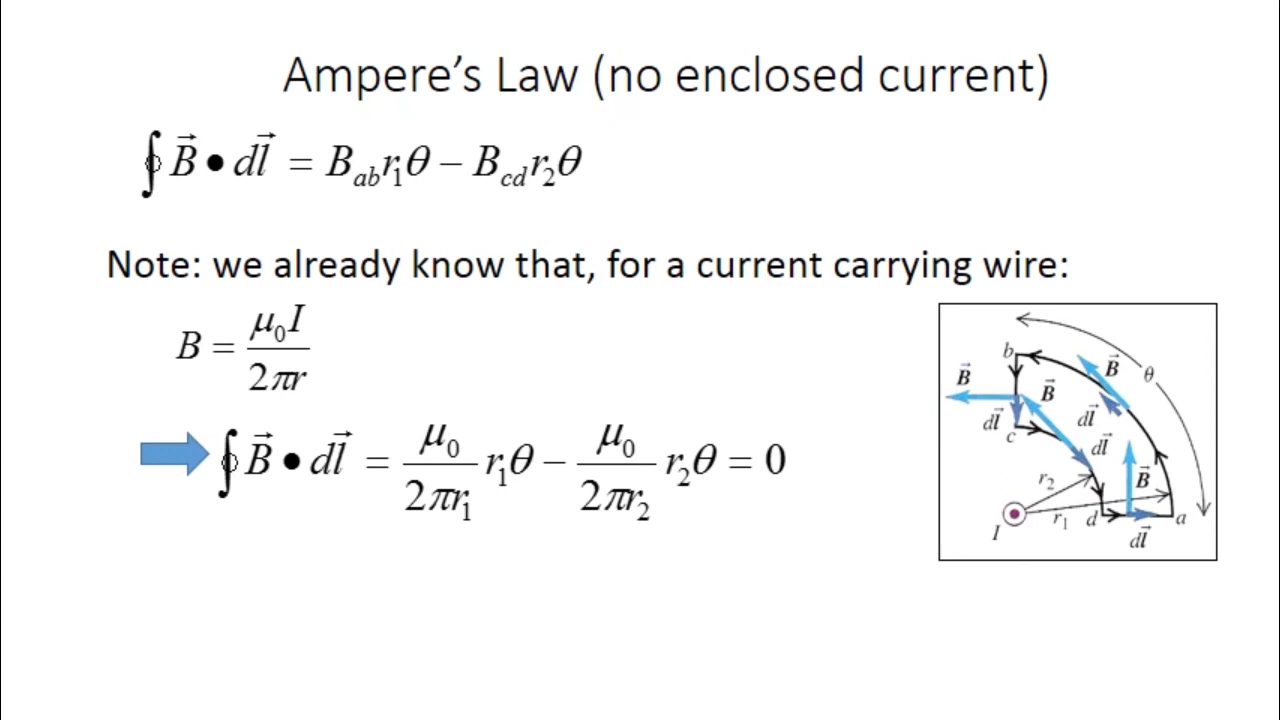 Ampere's Law (no enclosed current)
∮ B⃗ • dl⃗ = B_ab r₁θ − B_cd r₂θ
Note: we already know that, for a current carrying wire:
B = μ₀I / 2πr
∮ B⃗ • dl⃗ = μ₀ / 2πr₁ r₁θ − μ₀ / 2πr₂ r₂θ = 0
b
B⃗
θ
B⃗
B⃗
dl⃗
dl⃗
c
dl⃗
r₂
B⃗
I
r₁
d
a
dl⃗